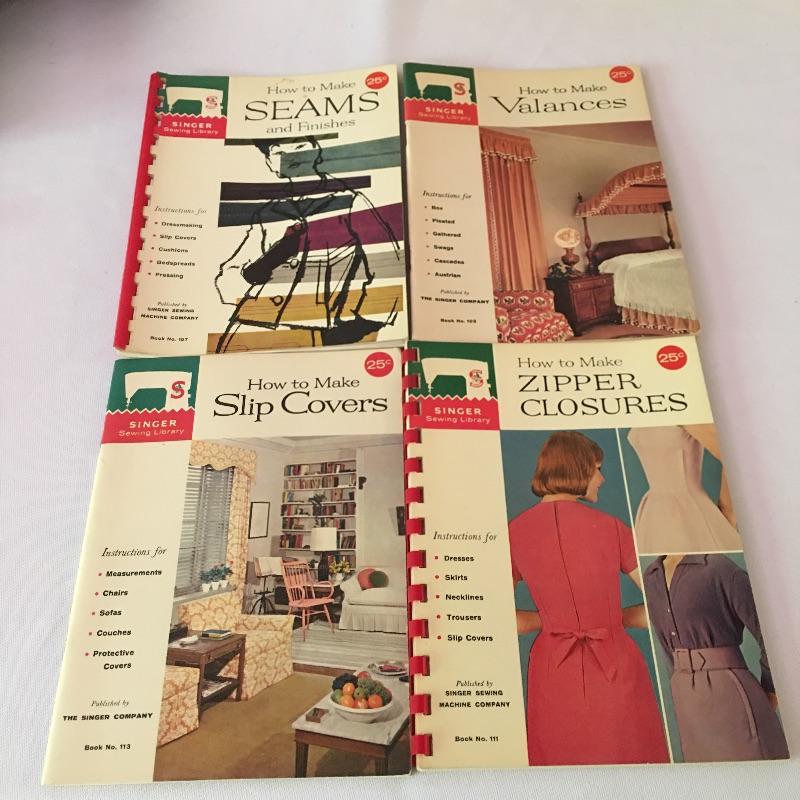 How to Make
25¢
SEAMS
and Finishes
S
SINGER
Sewing Library
Instructions for
• Dressmaking
• Slip Covers
• Cushions
• Bedspreads
• Pressing
Published by
SINGER SEWING
MACHINE COMPANY
Book No. 107
How to Make
25¢
Valances
S
SINGER
Sewing Library
Instructions for
• Box
• Pleated
• Gathered
• Swags
• Cascades
• Austrian
Published by
THE SINGER COMPANY
Book No. 109
How to Make
25¢
Slip Covers
S
SINGER
Sewing Library
Instructions for
• Measurements
• Chairs
• Sofas
• Couches
• Protective
Covers
Published by
THE SINGER COMPANY
Book No. 113
How to Make
25¢
ZIPPER
CLOSURES
S
SINGER
Sewing Library
Instructions for
• Dresses
• Skirts
• Necklines
• Trousers
• Slip Covers
Published by
SINGER SEWING
MACHINE COMPANY
Book No. 111